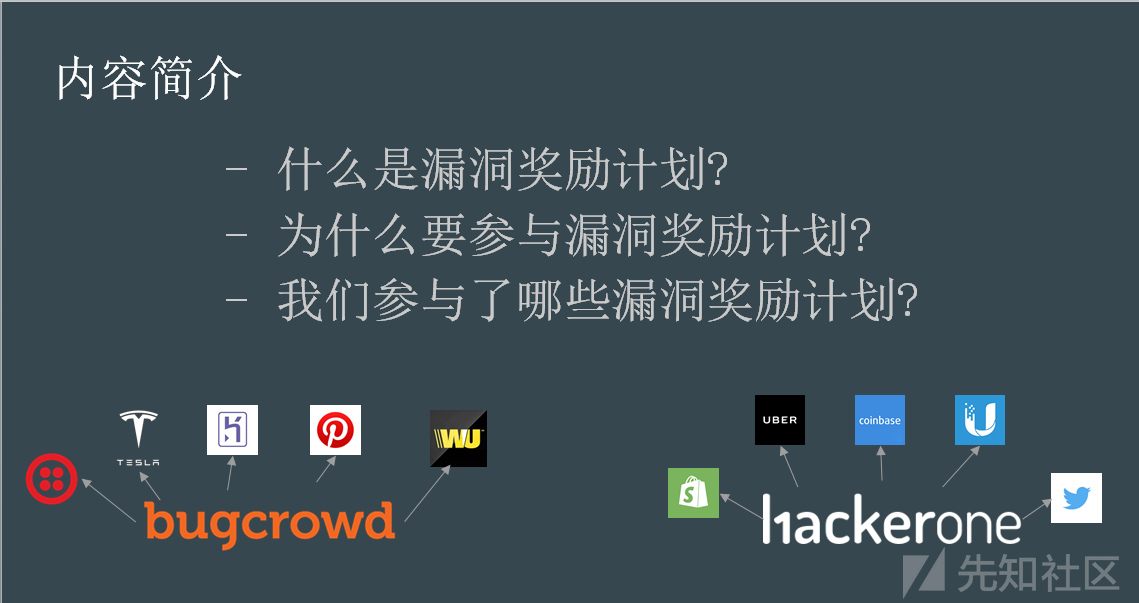 内容简介
- 什么是漏洞奖励计划?
- 为什么要参与漏洞奖励计划?
- 我们参与了哪些漏洞奖励计划?
TESLA
WU
UBER
coinbase
S
U
bugcrowd
hackerone
先知社区